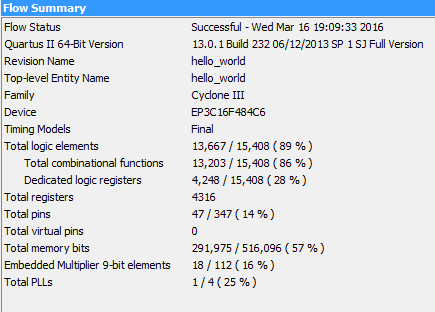 Flow Summary
Flow Status Successful - Wed Mar 16 19:09:33 2016
Quartus II 64-Bit Version 13.0.1 Build 232 06/12/2013 SP 1 SJ Full Version
Revision Name hello_world
Top-level Entity Name hello_world
Family Cyclone III
Device EP3C16F484C6
Timing Models Final
Total logic elements 13,667 / 15,408 ( 89 % )
Total combinational functions 13,203 / 15,408 ( 86 % )
Dedicated logic registers 4,248 / 15,408 ( 28 % )
Total registers 4316
Total pins 47 / 347 ( 14 % )
Total virtual pins 0
Total memory bits 291,975 / 516,096 ( 57 % )
Embedded Multiplier 9-bit elements 18 / 112 ( 16 % )
Total PLLs 1 / 4 ( 25 % )